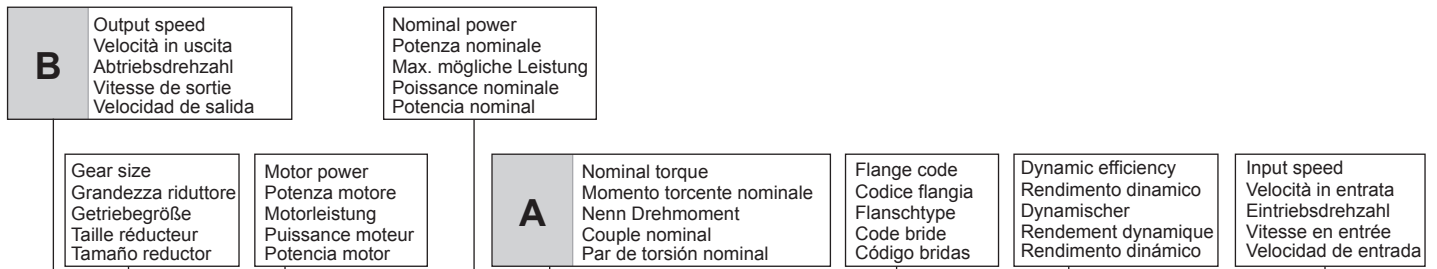 B
Output speed
Velocità in uscita
Abtriebsdrehzahl
Vitesse de sortie
Velocidad de salida
Nominal power
Potenza nominale
Max. mögliche Leistung
Poissance nominale
Potencia nominal
Gear size
Grandezza riduttore
Getriebegröße
Taille réducteur
Tamaño reductor
Motor power
Potenza motore
Motorleistung
Puissance moteur
Potencia motor
A
Nominal torque
Momento torcente nominale
Nenn Drehmoment
Couple nominal
Par de torsión nominal
Flange code
Codice flangia
Flanschtype
Code bride
Código bridas
Dynamic efficiency
Rendimento dinamico
Dynamischer
Rendement dynamique
Rendimento dinámico
Input speed
Velocità in entrata
Eintriebsdrehzahl
Vitesse en entrée
Velocidad de entrada